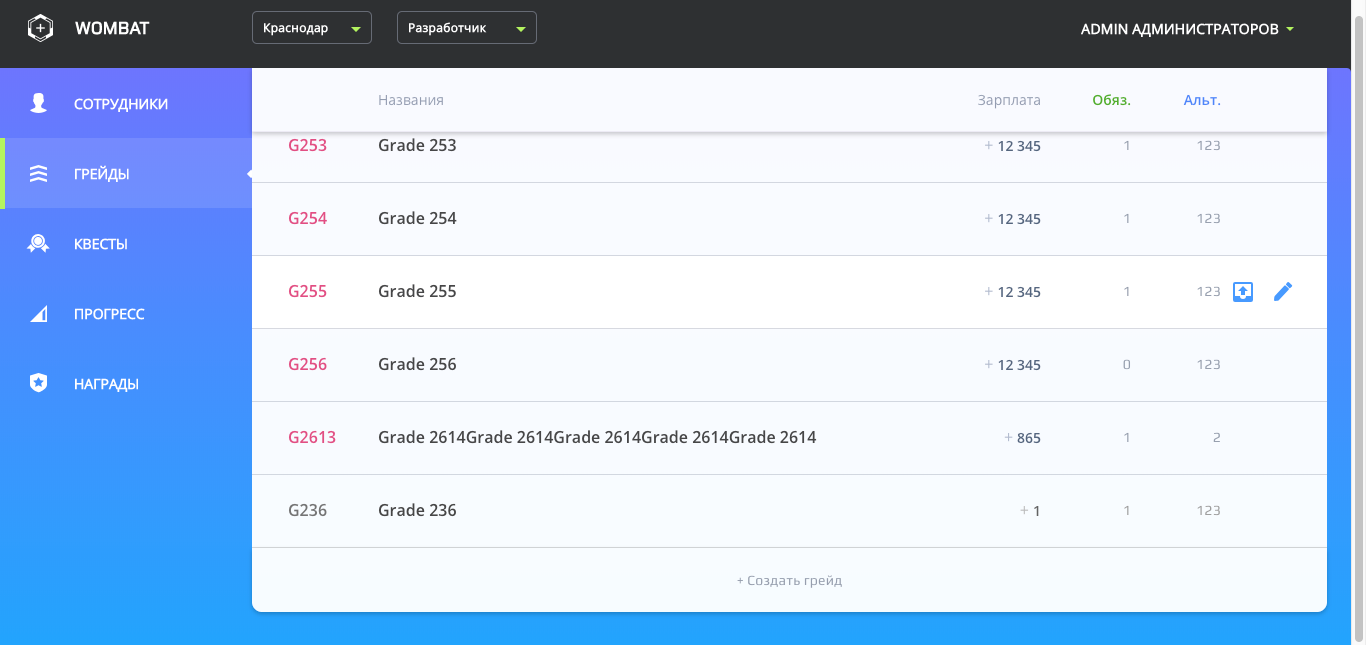 WOMBAT Краснодар Разработчик ADMIN АДМИНИСТРАТОРОВ
СОТРУДНИКИ
ГРЕЙДЫ
КВЕСТЫ
ПРОГРЕСС
НАГРАДЫ
Названия Зарплата Обяз. Альт.
G253 Grade 253 + 12 345 1 123
G254 Grade 254 + 12 345 1 123
G255 Grade 255 + 12 345 1 123
G256 Grade 256 + 12 345 0 123
G2613 Grade 2614Grade 2614Grade 2614Grade 2614Grade 2614 + 865 1 2
G236 Grade 236 + 1 1 123
+ Создать грейд